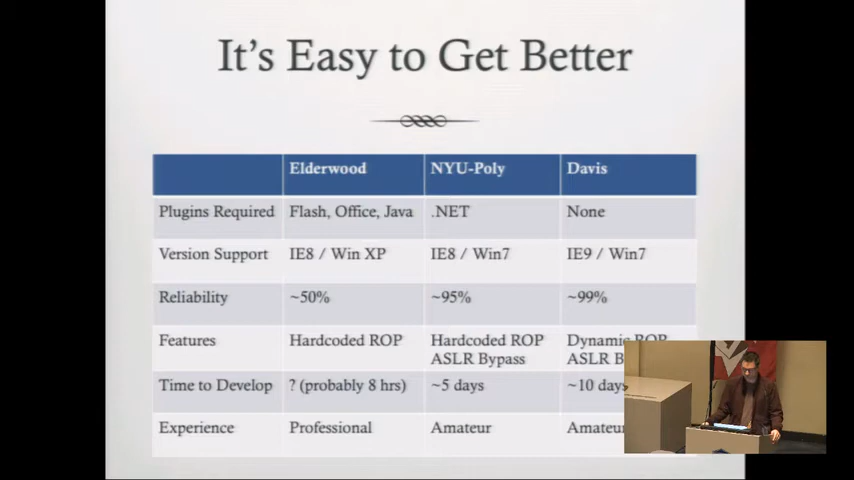 It's Easy to Get Better
Elderwood NYU-Poly Davis
Plugins Required Flash, Office, Java .NET None
Version Support IE8 / Win XP IE8 / Win7 IE9 / Win7
Reliability ~50% ~95% ~99%
Features Hardcoded ROP Hardcoded ROP Dynamic ROP
ASLR Bypass ASLR B
Time to Develop ? (probably 8 hrs) ~5 days ~10 days
Experience Professional Amateur Amateur